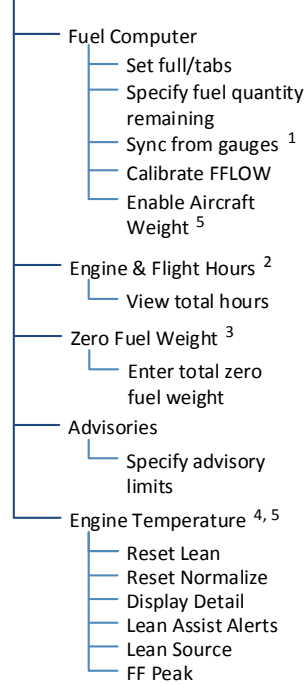 Fuel Computer
Set full/tabs
Specify fuel quantity
remaining
Sync from gauges 1
Calibrate FFLOW
Enable Aircraft
Weight 5
Engine & Flight Hours 2
View total hours
Zero Fuel Weight 3
Enter total zero
fuel weight
Advisories
Specify advisory
limits
Engine Temperature 4, 5
Reset Lean
Reset Normalize
Display Detail
Lean Assist Alerts
Lean Source
FF Peak